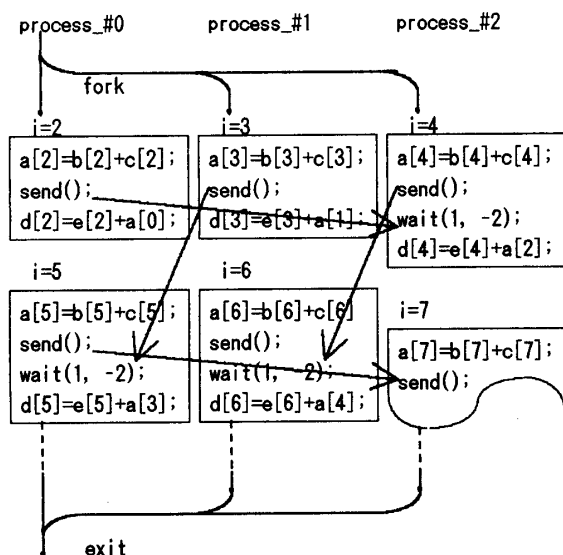 process_#0 process_#1 process_#2
fork
i=2 i=3 i=4
a[2]=b[2]+c[2];
send();
d[2]=e[2]+a[0];
a[3]=b[3]+c[3];
send();
d[3]=e[3]+a[1];
a[4]=b[4]+c[4];
send();
wait(1, -2);
d[4]=e[4]+a[2];
i=5 i=6 i=7
a[5]=b[5]+c[5];
send();
wait(1, -2);
d[5]=e[5]+a[3];
a[6]=b[6]+c[6]
send();
wait(1, 2);
d[6]=e[6]+a[4];
a[7]=b[7]+c[7];
send();
exit